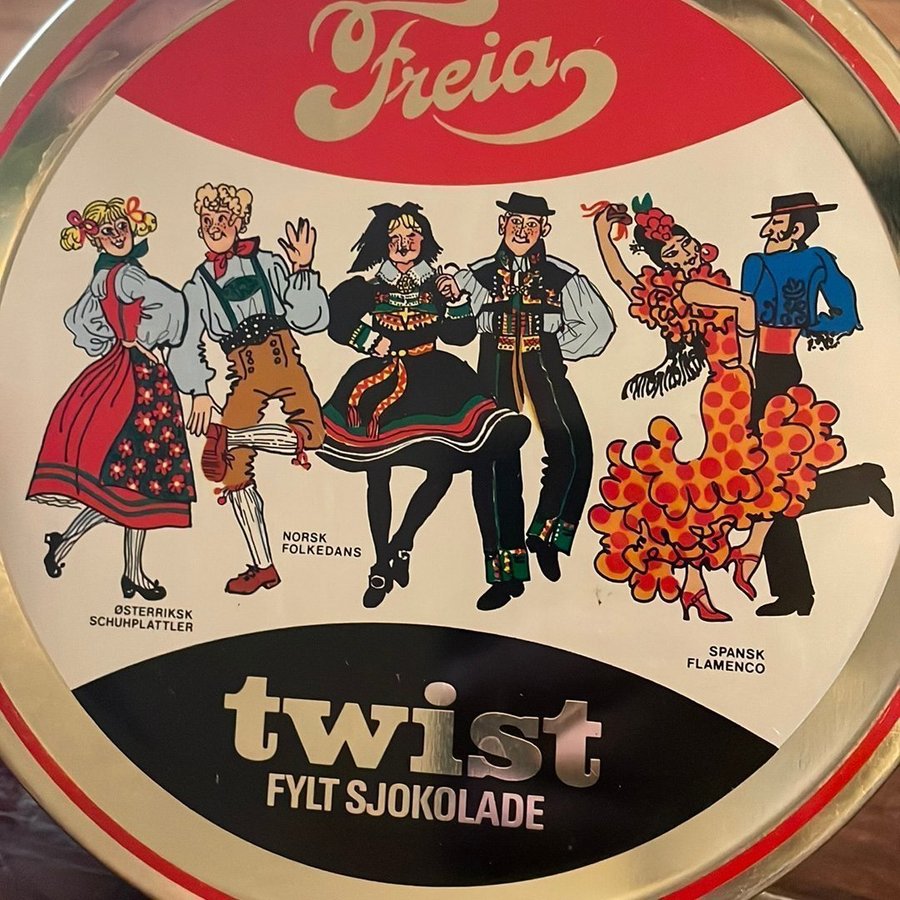 Freia
NORSK
FOLKEDANS
ØSTERRIKSK
SCHUHPLATTLER
SPANSK
FLAMENCO
twist
FYLT SJOKOLADE